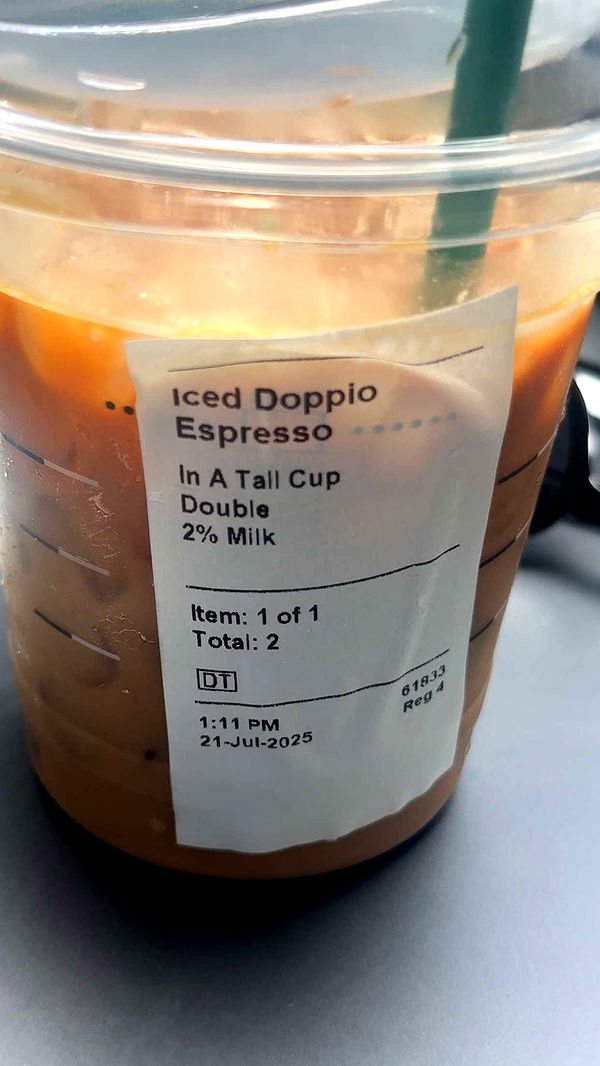 Iced Doppio
Espresso
In A Tall Cup
Double
2% Milk
Item: 1 of 1
Total: 2
DT
61833
Reg 4
1:11 PM
21-Jul-2025